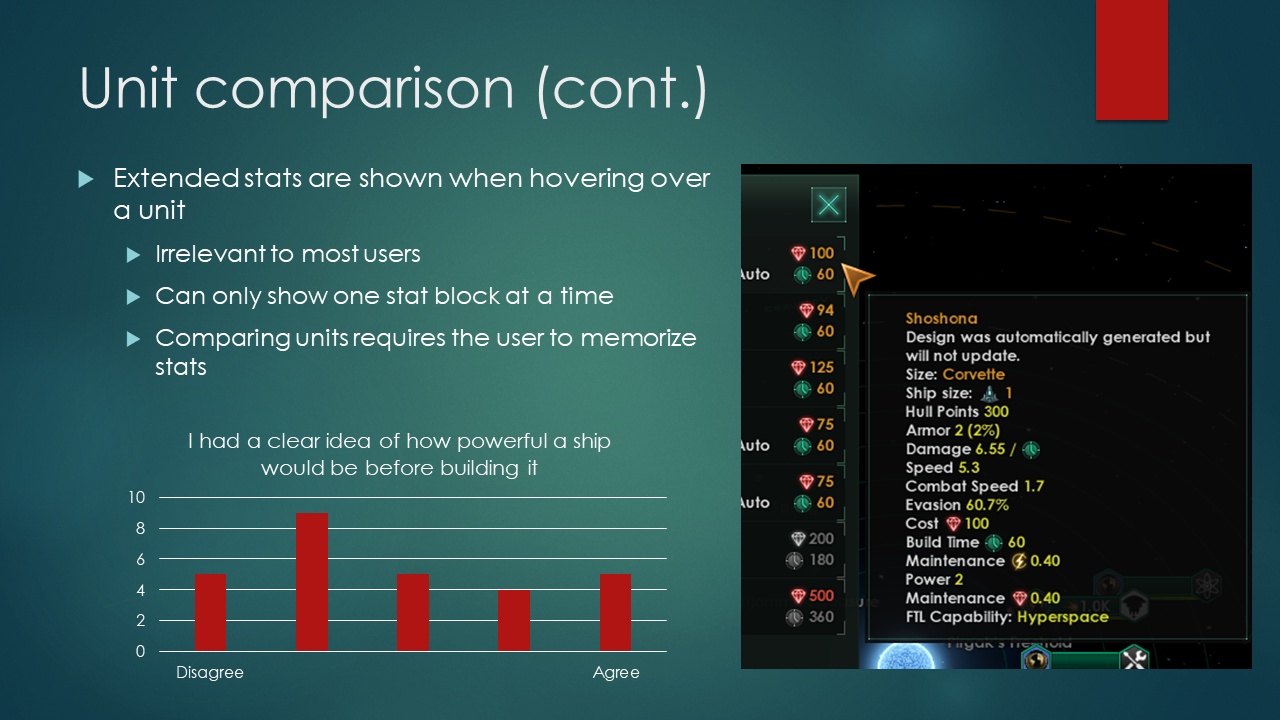 Unit comparison (cont.)
Extended stats are shown when hovering over
a unit
Irrelevant to most users
Can only show one stat block at a time
Comparing units requires the user to memorize
stats
I had a clear idea of how powerful a ship
would be before building it
10
8
6
4
2
0
Disagree
Agree
100
Auto 60
94
60
125
60
75
Auto 60
75
Auto 60
200
180
500
360
Shoshona
Design was automatically generated but
will not update.
Size: Corvette
Ship size: 1
Hull Points 300
Armor 2 (2%)
Damage 6.55 /
Speed 5.3
Combat Speed 1.7
Evasion 60.7%
Cost 100
Build Time 60
Maintenance 0.40
Power 2
Maintenance 0.40
FTL Capability: Hyperspace
1.0K